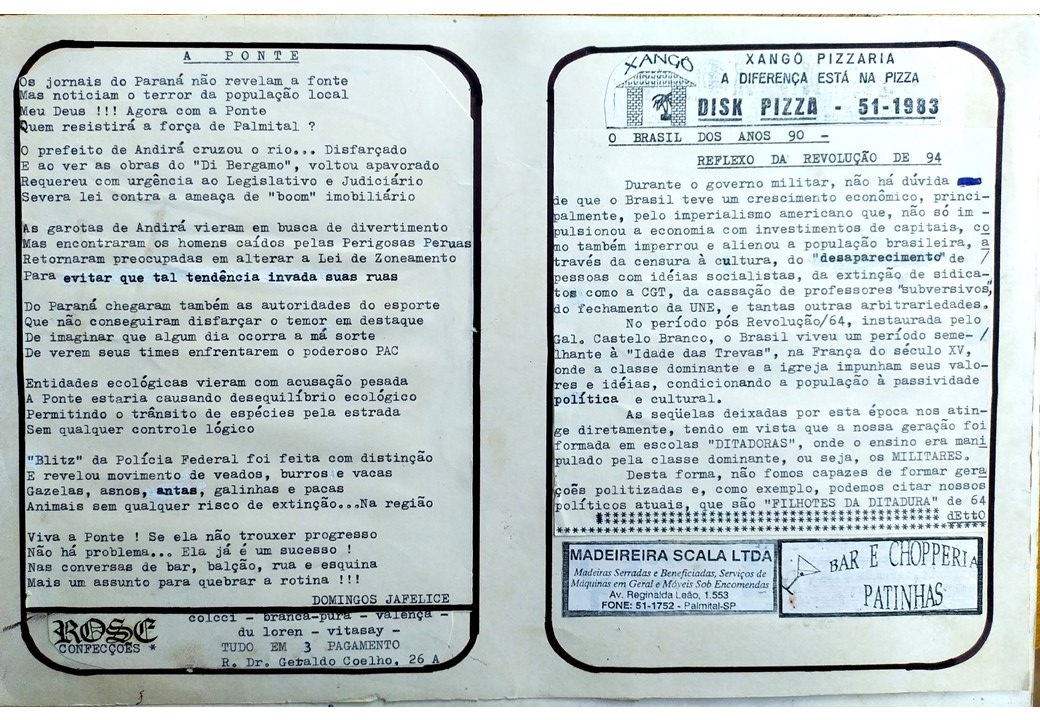 A PONTE
Os jornais do Paraná não revelam a fonte
Mas noticiam o terror da população local
Meu Deus !!! Agora com a Ponte
Quem resistirá a força de Palmital ?
O prefeito de Andirá cruzou o rio... Disfarçado
E ao ver as obras do "Di Bergamo", voltou apavorado
Requereu com urgência ao Legislativo e Judiciário
Severa lei contra a ameaça de "boom" imobiliário
As garotas de Andirá vieram em busca de divertimento
Mas encontraram os homens caídos pelas Perigosas Peruas
Retornaram preocupadas em alterar a Lei de Zoneamento
Para evitar que tal tendência invada suas ruas
Do Paraná chegaram também as autoridades do esporte
Que não conseguiram disfarçar o temor em destaque
De imaginar que algum dia ocorra a má sorte
De verem seus times enfrentarem o poderoso PAC
Entidades ecológicas vieram com acusação pesada
A Ponte estaria causando desequilíbrio ecológico
Permitindo o trânsito de espécies pela estrada
Sem qualquer controle lógico
"Blitz" da Polícia Federal foi feita com distinção
E revelou movimento de veados, burros e vacas
Gazelas, asnos, antas, galinhas e pacas
Animais sem qualquer risco de extinção...Na região
Viva a Ponte ! Se ela não trouxer progresso
Não há problema... Ela já é um sucesso !
Nas conversas de bar, balção, rua e esquina
Mais um assunto para quebrar a rotina !!!
DOMINGOS JAFELICE
ROSE
CONFECÇÕES *
colcci - branca-pura - valença -
du loren - vitasay -
TUDO EM 3 PAGAMENTO
R. Dr. Geraldo Coelho, 26 A
XANGÔ
XANGÔ PIZZARIA
A DIFERENÇA ESTÁ NA PIZZA
DISK PIZZA - 51-1983
O BRASIL DOS ANOS 90 -
REFLEXO DA REVOLUÇÃO DE 94
Durante o governo militar, não há dúvida
de que o Brasil teve um crescimento econômico, princi-
palmente, pelo imperialismo americano que, não só im -
pulsionou a economia com investimentos de capitais, co
mo também imperrou e alienou a população brasileira, a
través da censura à cultura, do "desaparecimento" de /
pessoas com idéias socialistas, da extinção de sidica-
tos como a CGT, da cassação de professores "subversivos",
do fechamento da UNE, e tantas outras arbitrariedades.
No período pós Revolução/64, instaurada pelo
Gal. Castelo Branco, o Brasil viveu um período seme- /
lhante à "Idade das Trevas", na França do século XV,
onde a classe dominante e a igreja impunham seus valo-
res e idéias, condicionando a população à passividade
política e cultural.
As seqüelas deixadas por esta época nos atin-
ge diretamente, tendo em vista que a nossa geração foi
formada em escolas "DITADORAS", onde o ensino era mani
pulado pela classe dominante, ou seja, os MILITARES.
Desta forma, não fomos capazes de formar gera
ções politizadas e, como exemplo, podemos citar nossos
políticos atuais, que são "FILHOTES DA DITADURA" de 64
dEttO
MADEIREIRA SCALA LTDA
Madeiras Serradas e Beneficiadas, Serviços de
Máquinas em Geral e Móveis Sob Encomendas
Av. Reginalda Leão, 1.553
FONE: 51-1752 - Palmital-SP
BAR E CHOPPERIA
PATINHAS